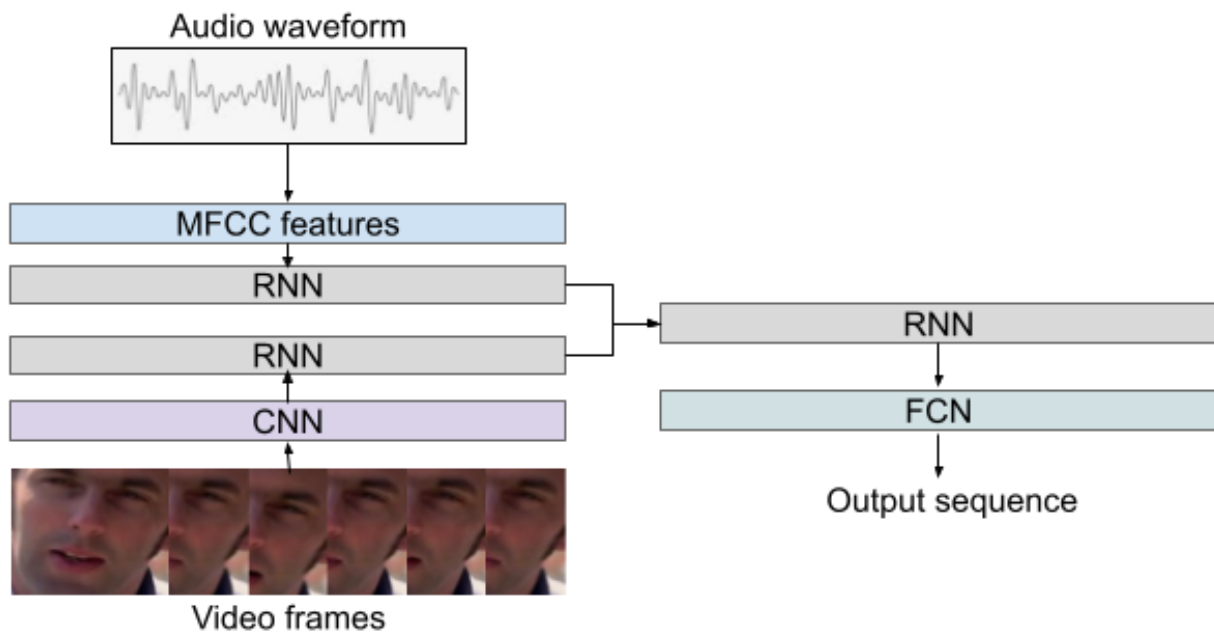 Audio waveform
MFCC features
RNN
RNN
CNN
Video frames
RNN
FCN
Output sequence